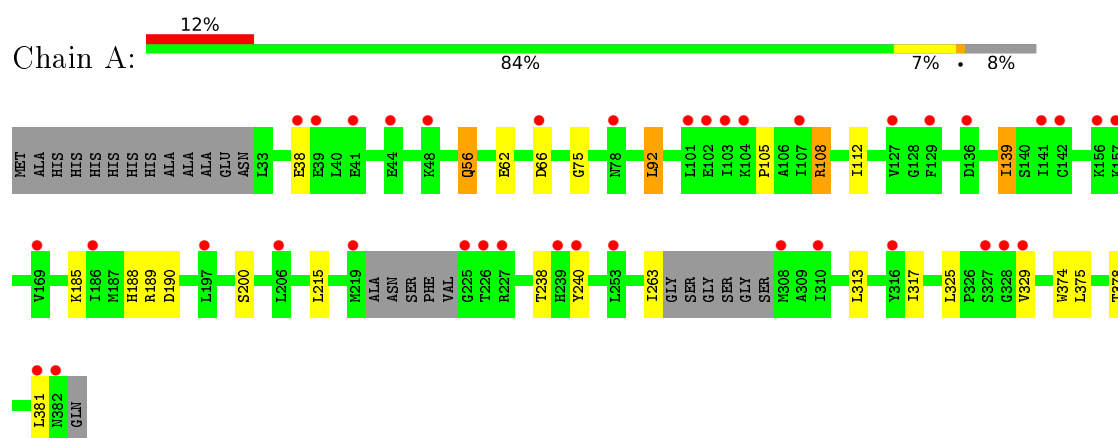 12%
Chain A:
84% 7% • 8%
MET ALA HIS HIS HIS HIS HIS HIS ALA ALA ALA GLU ASN L33 E38 E39 L40 E41 E44 K48 Q56 E62 D66 G75 N78 L92 L101 E102 I103 K104 P105 A106 I107 R108 I112 V127 G128 F129 D136 I139 S140 I141 C142 K156 K157
V169 K185 I186 M187 H188 R189 D190 L197 S200 L206 L215 M219 ALA ASN SER PHE VAL G225 T226 R227 T238 H239 Y240 L253 I263 GLY SER GLY SER GLY SER M308 A309 I310 L313 Y316 I317 L325 P326 S327 G328 V329 W374 L375 T378
L381 N382 GLN